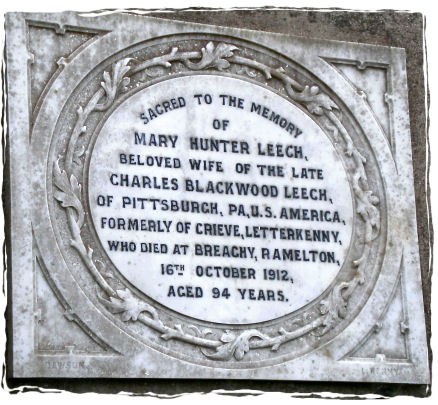 SACRED TO THE MEMORY
OF
MARY HUNTER LEECH,
BELOVED WIFE OF THE LATE
CHARLES BLACKWOOD LEECH,
OF PITTSBURGH, PA, U.S. AMERICA,
FORMERLY OF CRIEVE, LETTERKENNY,
WHO DIED AT BREAGHY, RAMELTON,
16TH OCTOBER 1912,
AGED 94 YEARS.